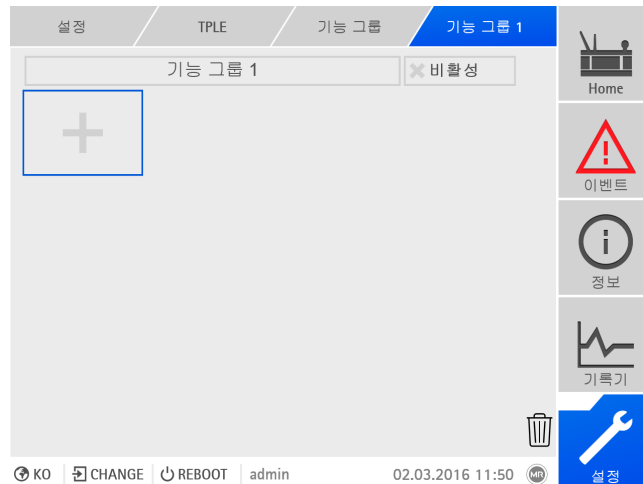 설정 TPLE 기능 그룹 기능 그룹 1
기능 그룹 1 비활성
Home
이벤트
정보
기록기
설정
KO CHANGE REBOOT admin 02.03.2016 11:50 MR